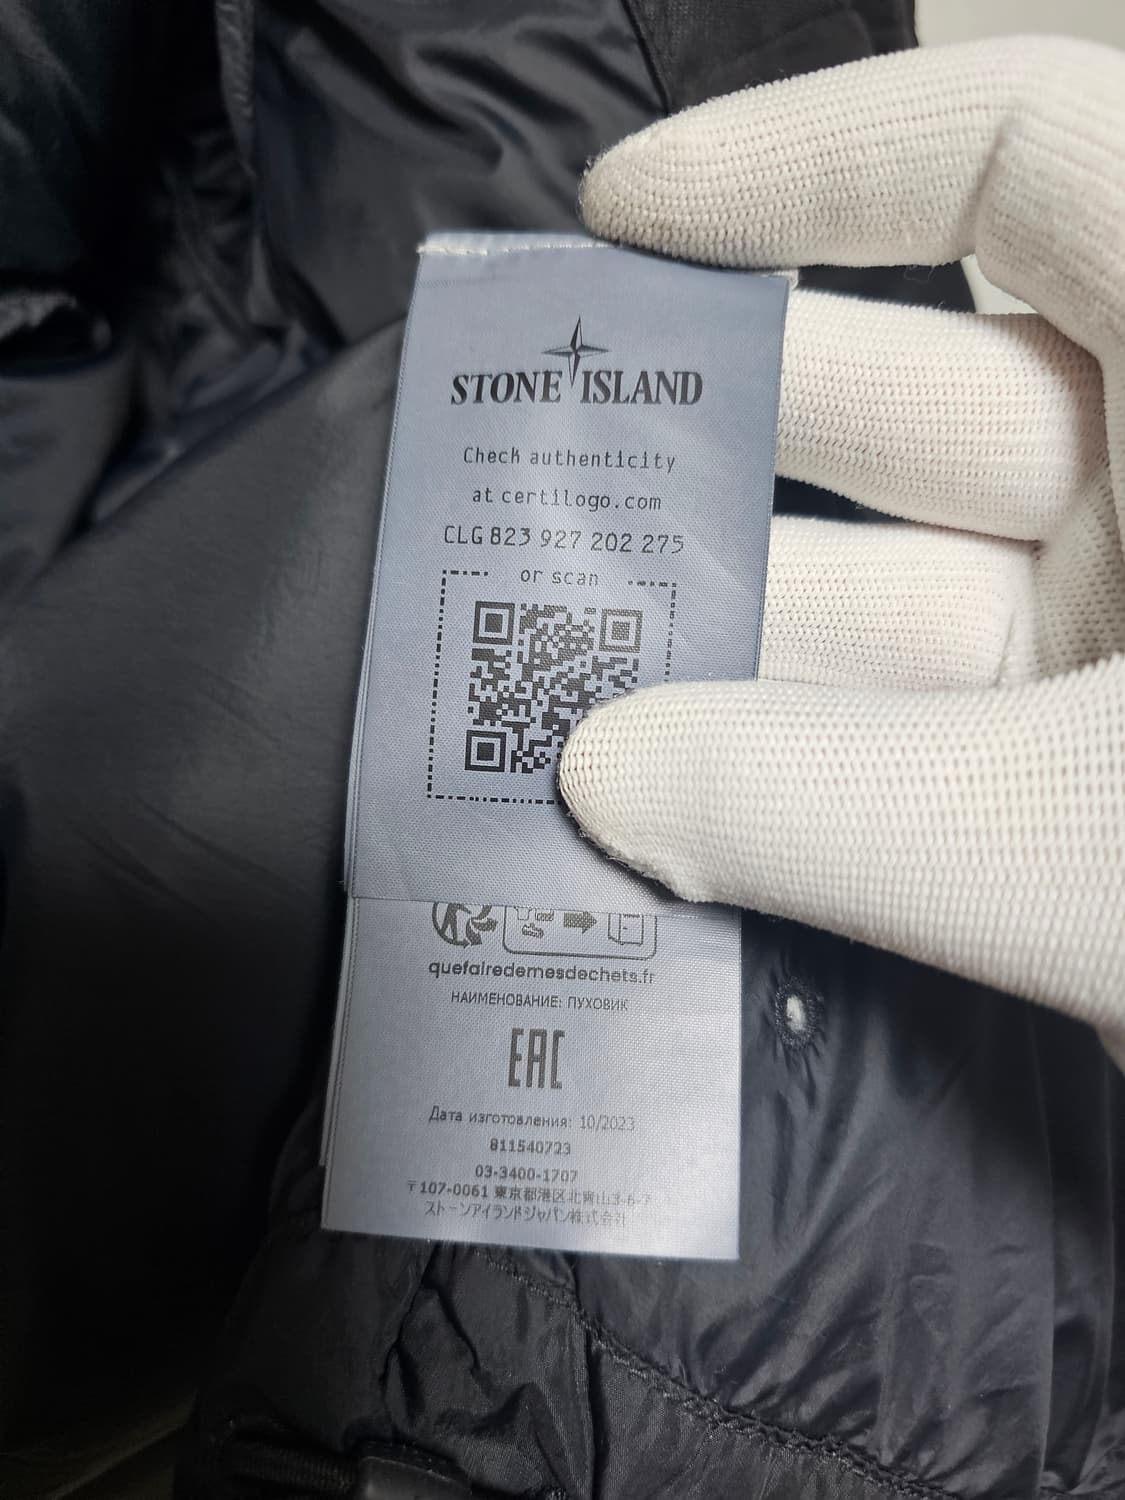 STONE ISLAND
Check authenticity
at certilogo.com
CLG 823 927 202 275
or scan
quefairedemesdechets.fr
НАИМЕНОВАНИЕ: ПУХОВИК
EAC
Дата изготовления: 10/2023
811540723
03-3400-1707
〒107-0061 東京都港区北青山3-6-7
ストーンアイランドジャパン株式会社